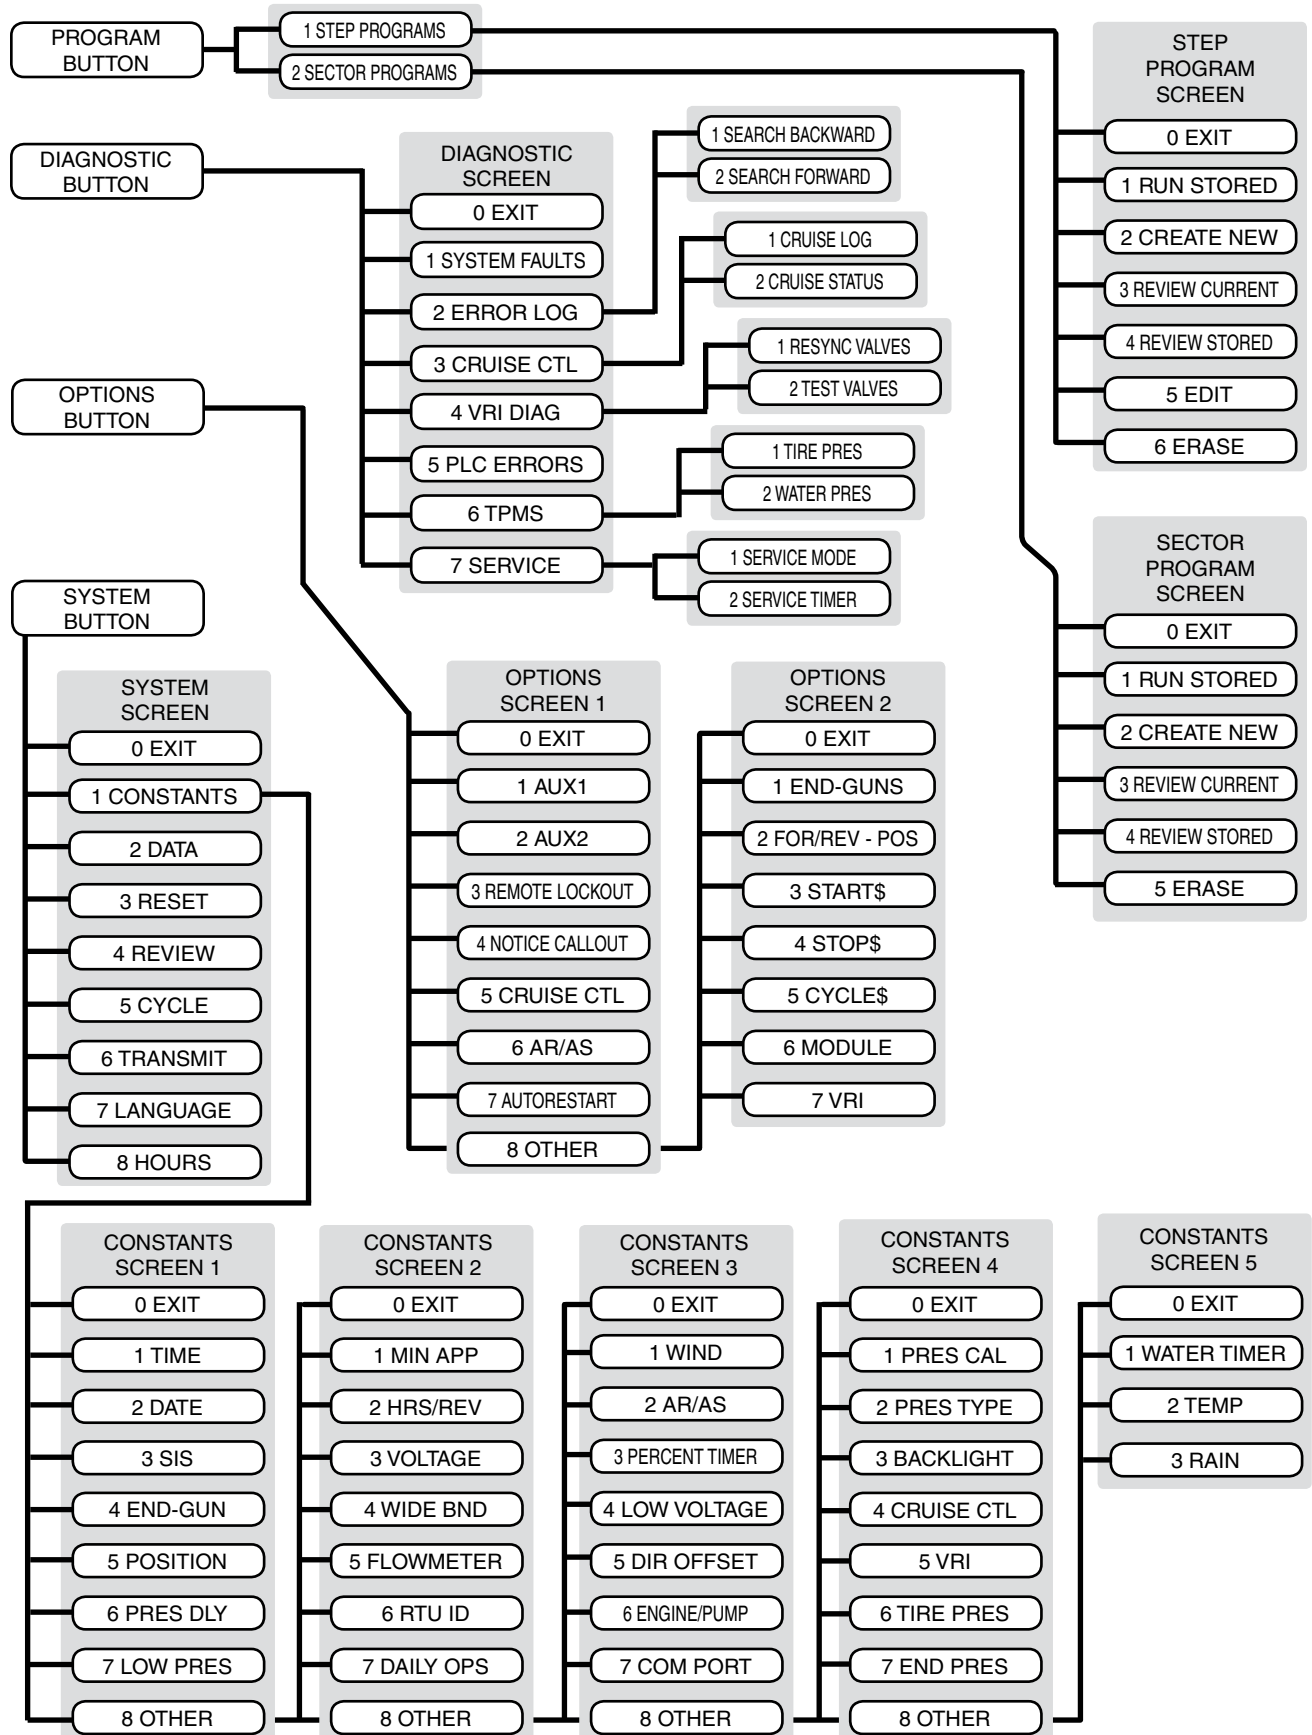 PROGRAM
BUTTON
1 STEP PROGRAMS
2 SECTOR PROGRAMS
STEP
PROGRAM
SCREEN
0 EXIT
1 RUN STORED
2 CREATE NEW
3 REVIEW CURRENT
4 REVIEW STORED
5 EDIT
6 ERASE
DIAGNOSTIC
BUTTON
DIAGNOSTIC
SCREEN
0 EXIT
1 SYSTEM FAULTS
2 ERROR LOG
3 CRUISE CTL
4 VRI DIAG
5 PLC ERRORS
6 TPMS
7 SERVICE
1 SEARCH BACKWARD
2 SEARCH FORWARD
1 CRUISE LOG
2 CRUISE STATUS
1 RESYNC VALVES
2 TEST VALVES
1 TIRE PRES
2 WATER PRES
1 SERVICE MODE
2 SERVICE TIMER
SECTOR
PROGRAM
SCREEN
0 EXIT
1 RUN STORED
2 CREATE NEW
3 REVIEW CURRENT
4 REVIEW STORED
5 ERASE
OPTIONS
BUTTON
SYSTEM
BUTTON
SYSTEM
SCREEN
0 EXIT
1 CONSTANTS
2 DATA
3 RESET
4 REVIEW
5 CYCLE
6 TRANSMIT
7 LANGUAGE
8 HOURS
OPTIONS
SCREEN 1
0 EXIT
1 AUX1
2 AUX2
3 REMOTE LOCKOUT
4 NOTICE CALLOUT
5 CRUISE CTL
6 AR/AS
7 AUTORESTART
8 OTHER
OPTIONS
SCREEN 2
0 EXIT
1 END-GUNS
2 FOR/REV - POS
3 START$
4 STOP$
5 CYCLE$
6 MODULE
7 VRI
CONSTANTS
SCREEN 1
0 EXIT
1 TIME
2 DATE
3 SIS
4 END-GUN
5 POSITION
6 PRES DLY
7 LOW PRES
8 OTHER
CONSTANTS
SCREEN 2
0 EXIT
1 MIN APP
2 HRS/REV
3 VOLTAGE
4 WIDE BND
5 FLOWMETER
6 RTU ID
7 DAILY OPS
8 OTHER
CONSTANTS
SCREEN 3
0 EXIT
1 WIND
2 AR/AS
3 PERCENT TIMER
4 LOW VOLTAGE
5 DIR OFFSET
6 ENGINE/PUMP
7 COM PORT
8 OTHER
CONSTANTS
SCREEN 4
0 EXIT
1 PRES CAL
2 PRES TYPE
3 BACKLIGHT
4 CRUISE CTL
5 VRI
6 TIRE PRES
7 END PRES
8 OTHER
CONSTANTS
SCREEN 5
0 EXIT
1 WATER TIMER
2 TEMP
3 RAIN